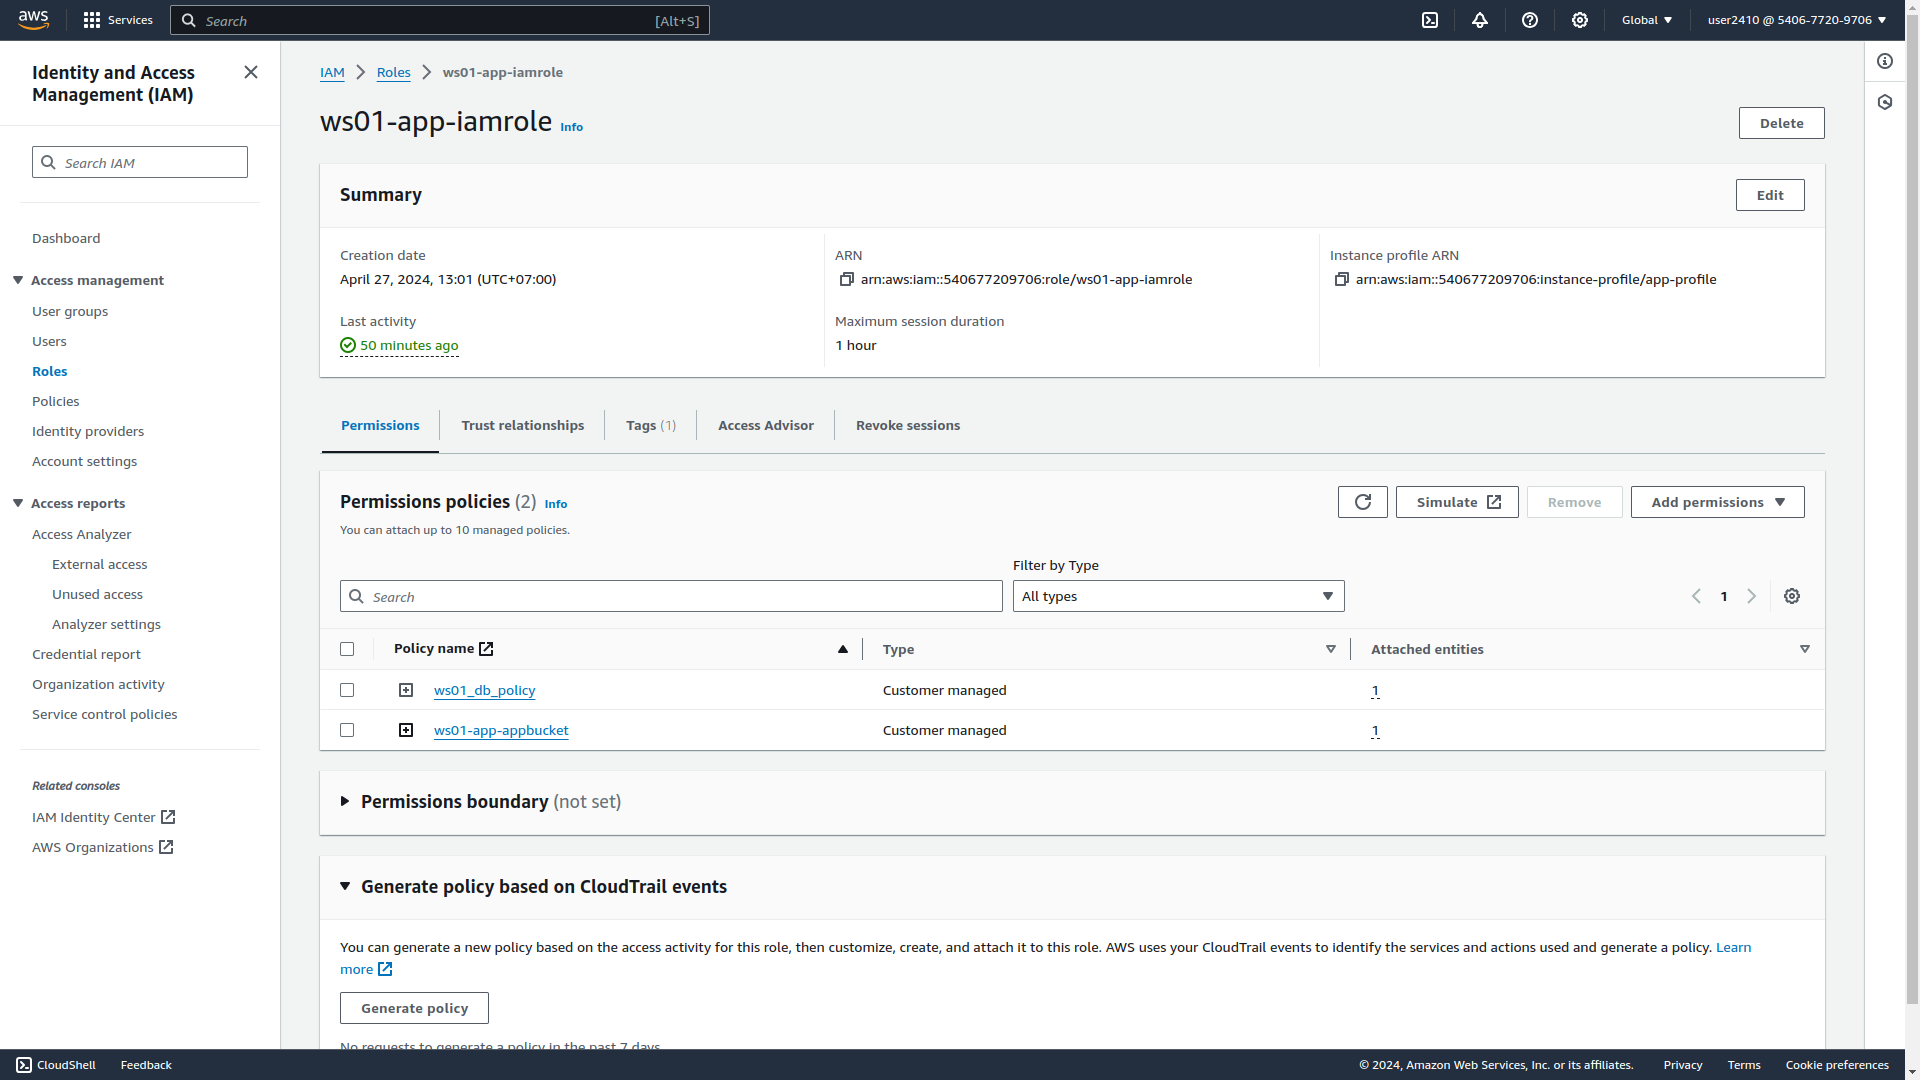 aws
Services
Search
[Alt+S]
Global
user2410 @ 5406-7720-9706
Identity and Access
Management (IAM)
Search IAM
Dashboard
Access management
User groups
Users
Roles
Policies
Identity providers
Account settings
Access reports
Access Analyzer
External access
Unused access
Analyzer settings
Credential report
Organization activity
Service control policies
Related consoles
IAM Identity Center
AWS Organizations
IAM
Roles
ws01-app-iamrole
ws01-app-iamrole Info
Delete
Summary
Edit
Creation date
April 27, 2024, 13:01 (UTC+07:00)
ARN
arn:aws:iam::540677209706:role/ws01-app-iamrole
Instance profile ARN
arn:aws:iam::540677209706:instance-profile/app-profile
Last activity
50 minutes ago
Maximum session duration
1 hour
Permissions
Trust relationships
Tags (1)
Access Advisor
Revoke sessions
Permissions policies (2) Info
You can attach up to 10 managed policies.
Simulate
Remove
Add permissions
Filter by Type
Search
All types
1
Policy name
Type
Attached entities
ws01_db_policy
Customer managed
1
ws01-app-appbucket
Customer managed
1
Permissions boundary (not set)
Generate policy based on CloudTrail events
You can generate a new policy based on the access activity for this role, then customize, create, and attach it to this role. AWS uses your CloudTrail events to identify the services and actions used and generate a policy. Learn
more
Generate policy
No requests to generate a policy in the past 7 days.
CloudShell
Feedback
© 2024, Amazon Web Services, Inc. or its affiliates.
Privacy
Terms
Cookie preferences